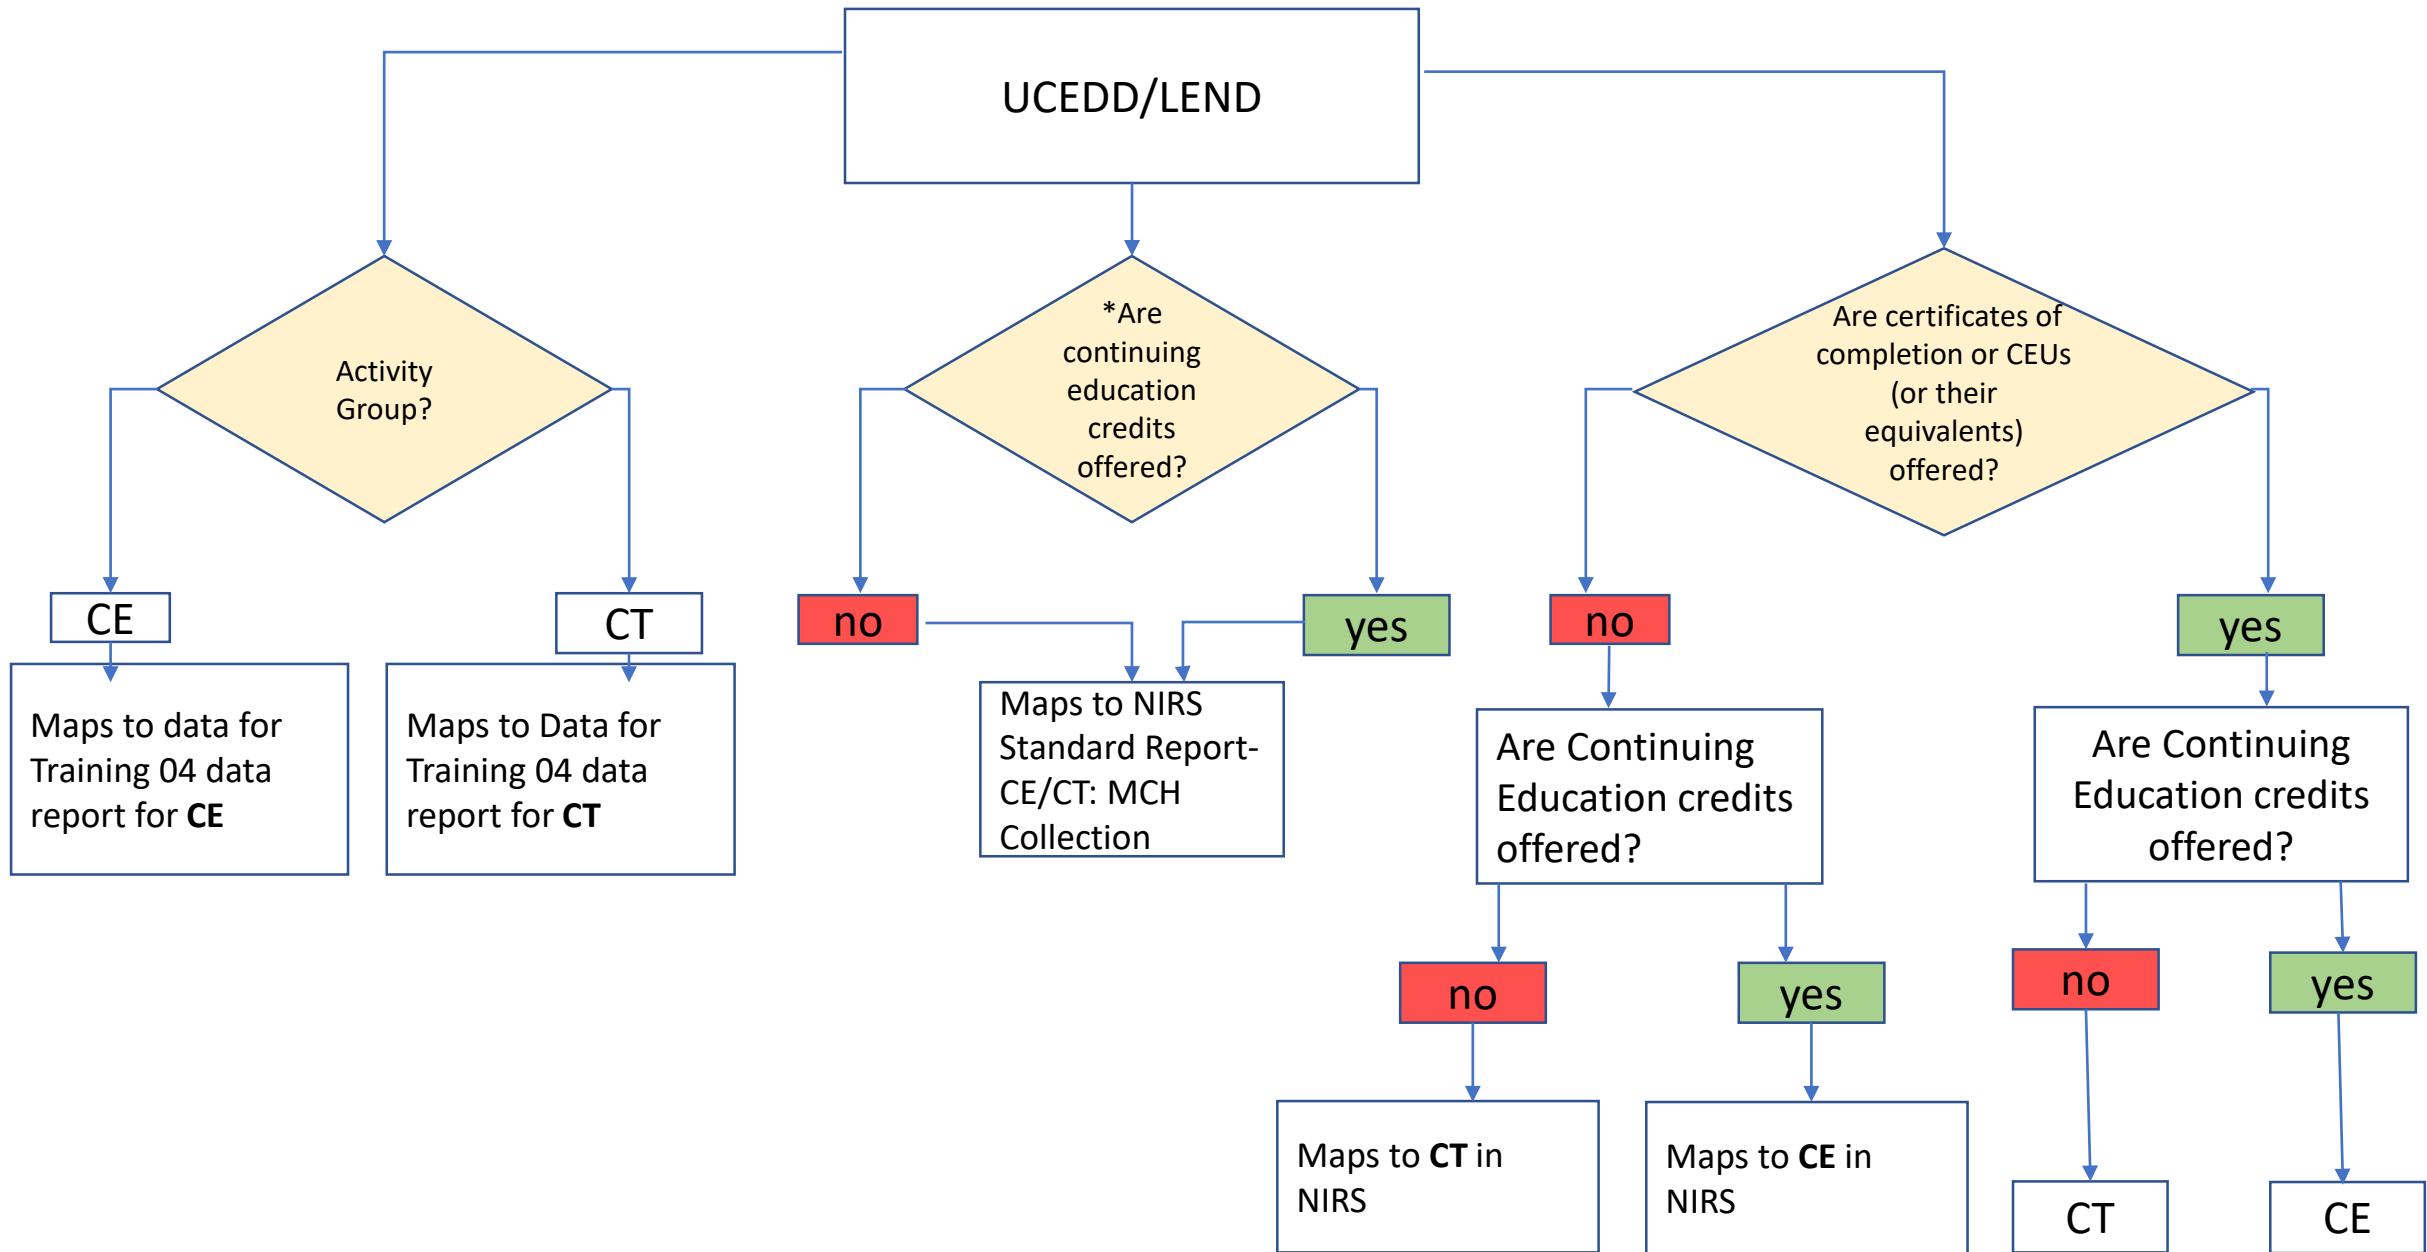 UCEDD/LEND
Activity
Group?
*Are
continuing
education
credits
offered?
Are certificates of
completion or CEUs
(or their
equivalents)
offered?
CE
CT
no
yes
no
yes
Maps to data for
Training 04 data
report for CE
Maps to Data for
Training 04 data
report for CT
Maps to NIRS
Standard Report-
CE/CT: MCH
Collection
Are Continuing
Education credits
offered?
Are Continuing
Education credits
offered?
no
yes
no
yes
Maps to CT in
NIRS
Maps to CE in
NIRS
CT
CE